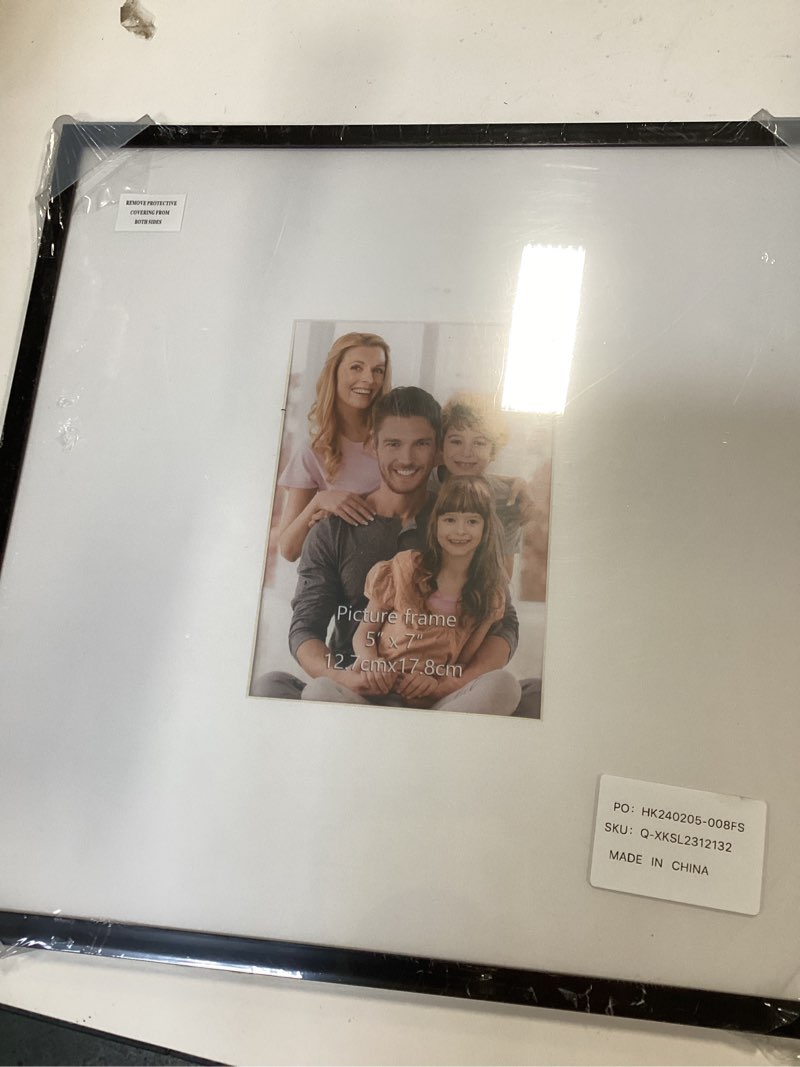 REMOVE PROTECTIVE
COVERING FROM
BOTH SIDES
Picture frame
5" x 7"
12.7cmx17.8cm
PO: HK240205-008FS
SKU: Q-XKSL2312132
MADE IN CHINA